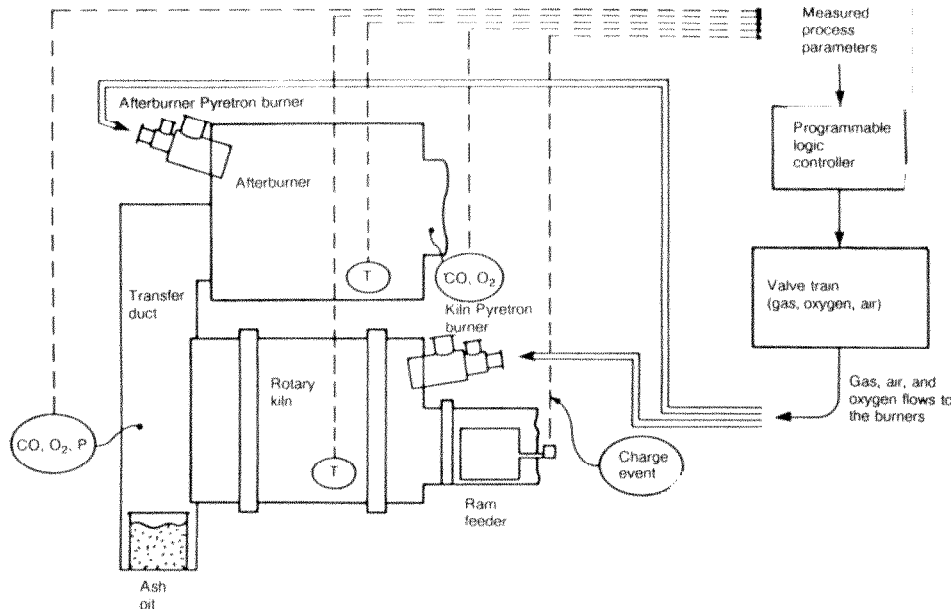 Measured
process
parameters
Afterburner Pyretron burner
Programmable
logic
controller
Afterburner
T
CO, O2
Transfer
duct
Kiln Pyretron
burner
Valve train
(gas, oxygen, air)
Rotary
kiln
Gas, air, and
oxygen flows to
the burners
CO, O2, P
T
Charge
event
Ram
feeder
Ash
pit